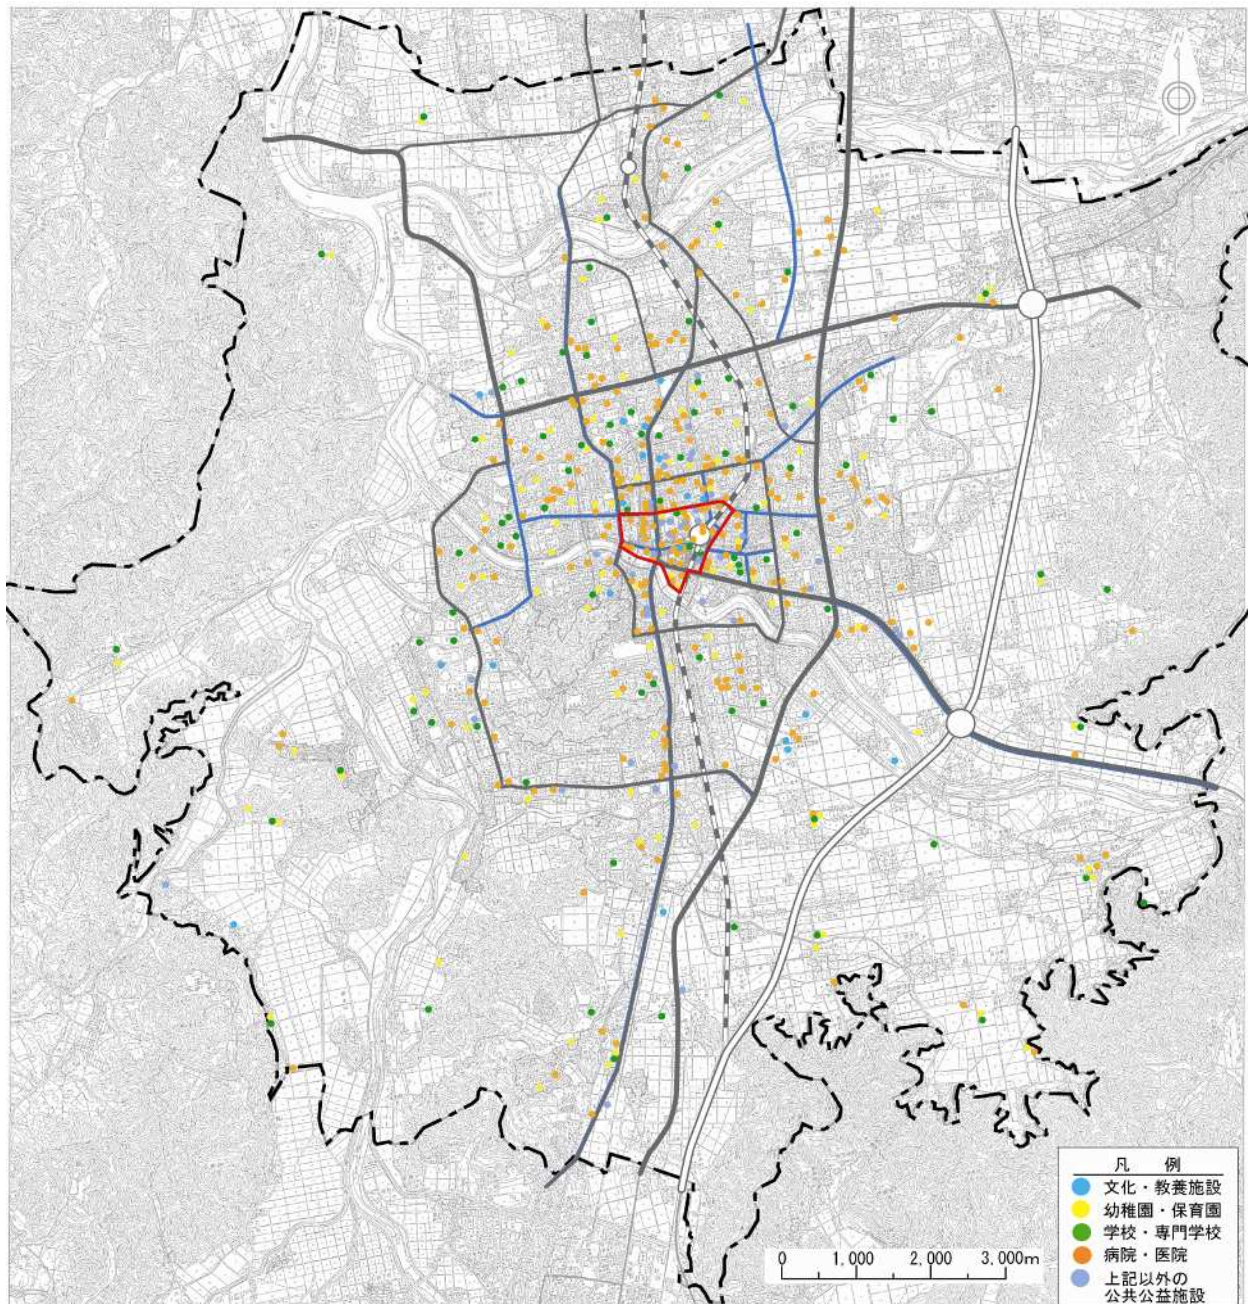 0 1,000 2,000 3,000m
凡 例
文化・教養施設
幼稚園・保育園
学校・専門学校
病院・医院
上記以外の
公共公益施設